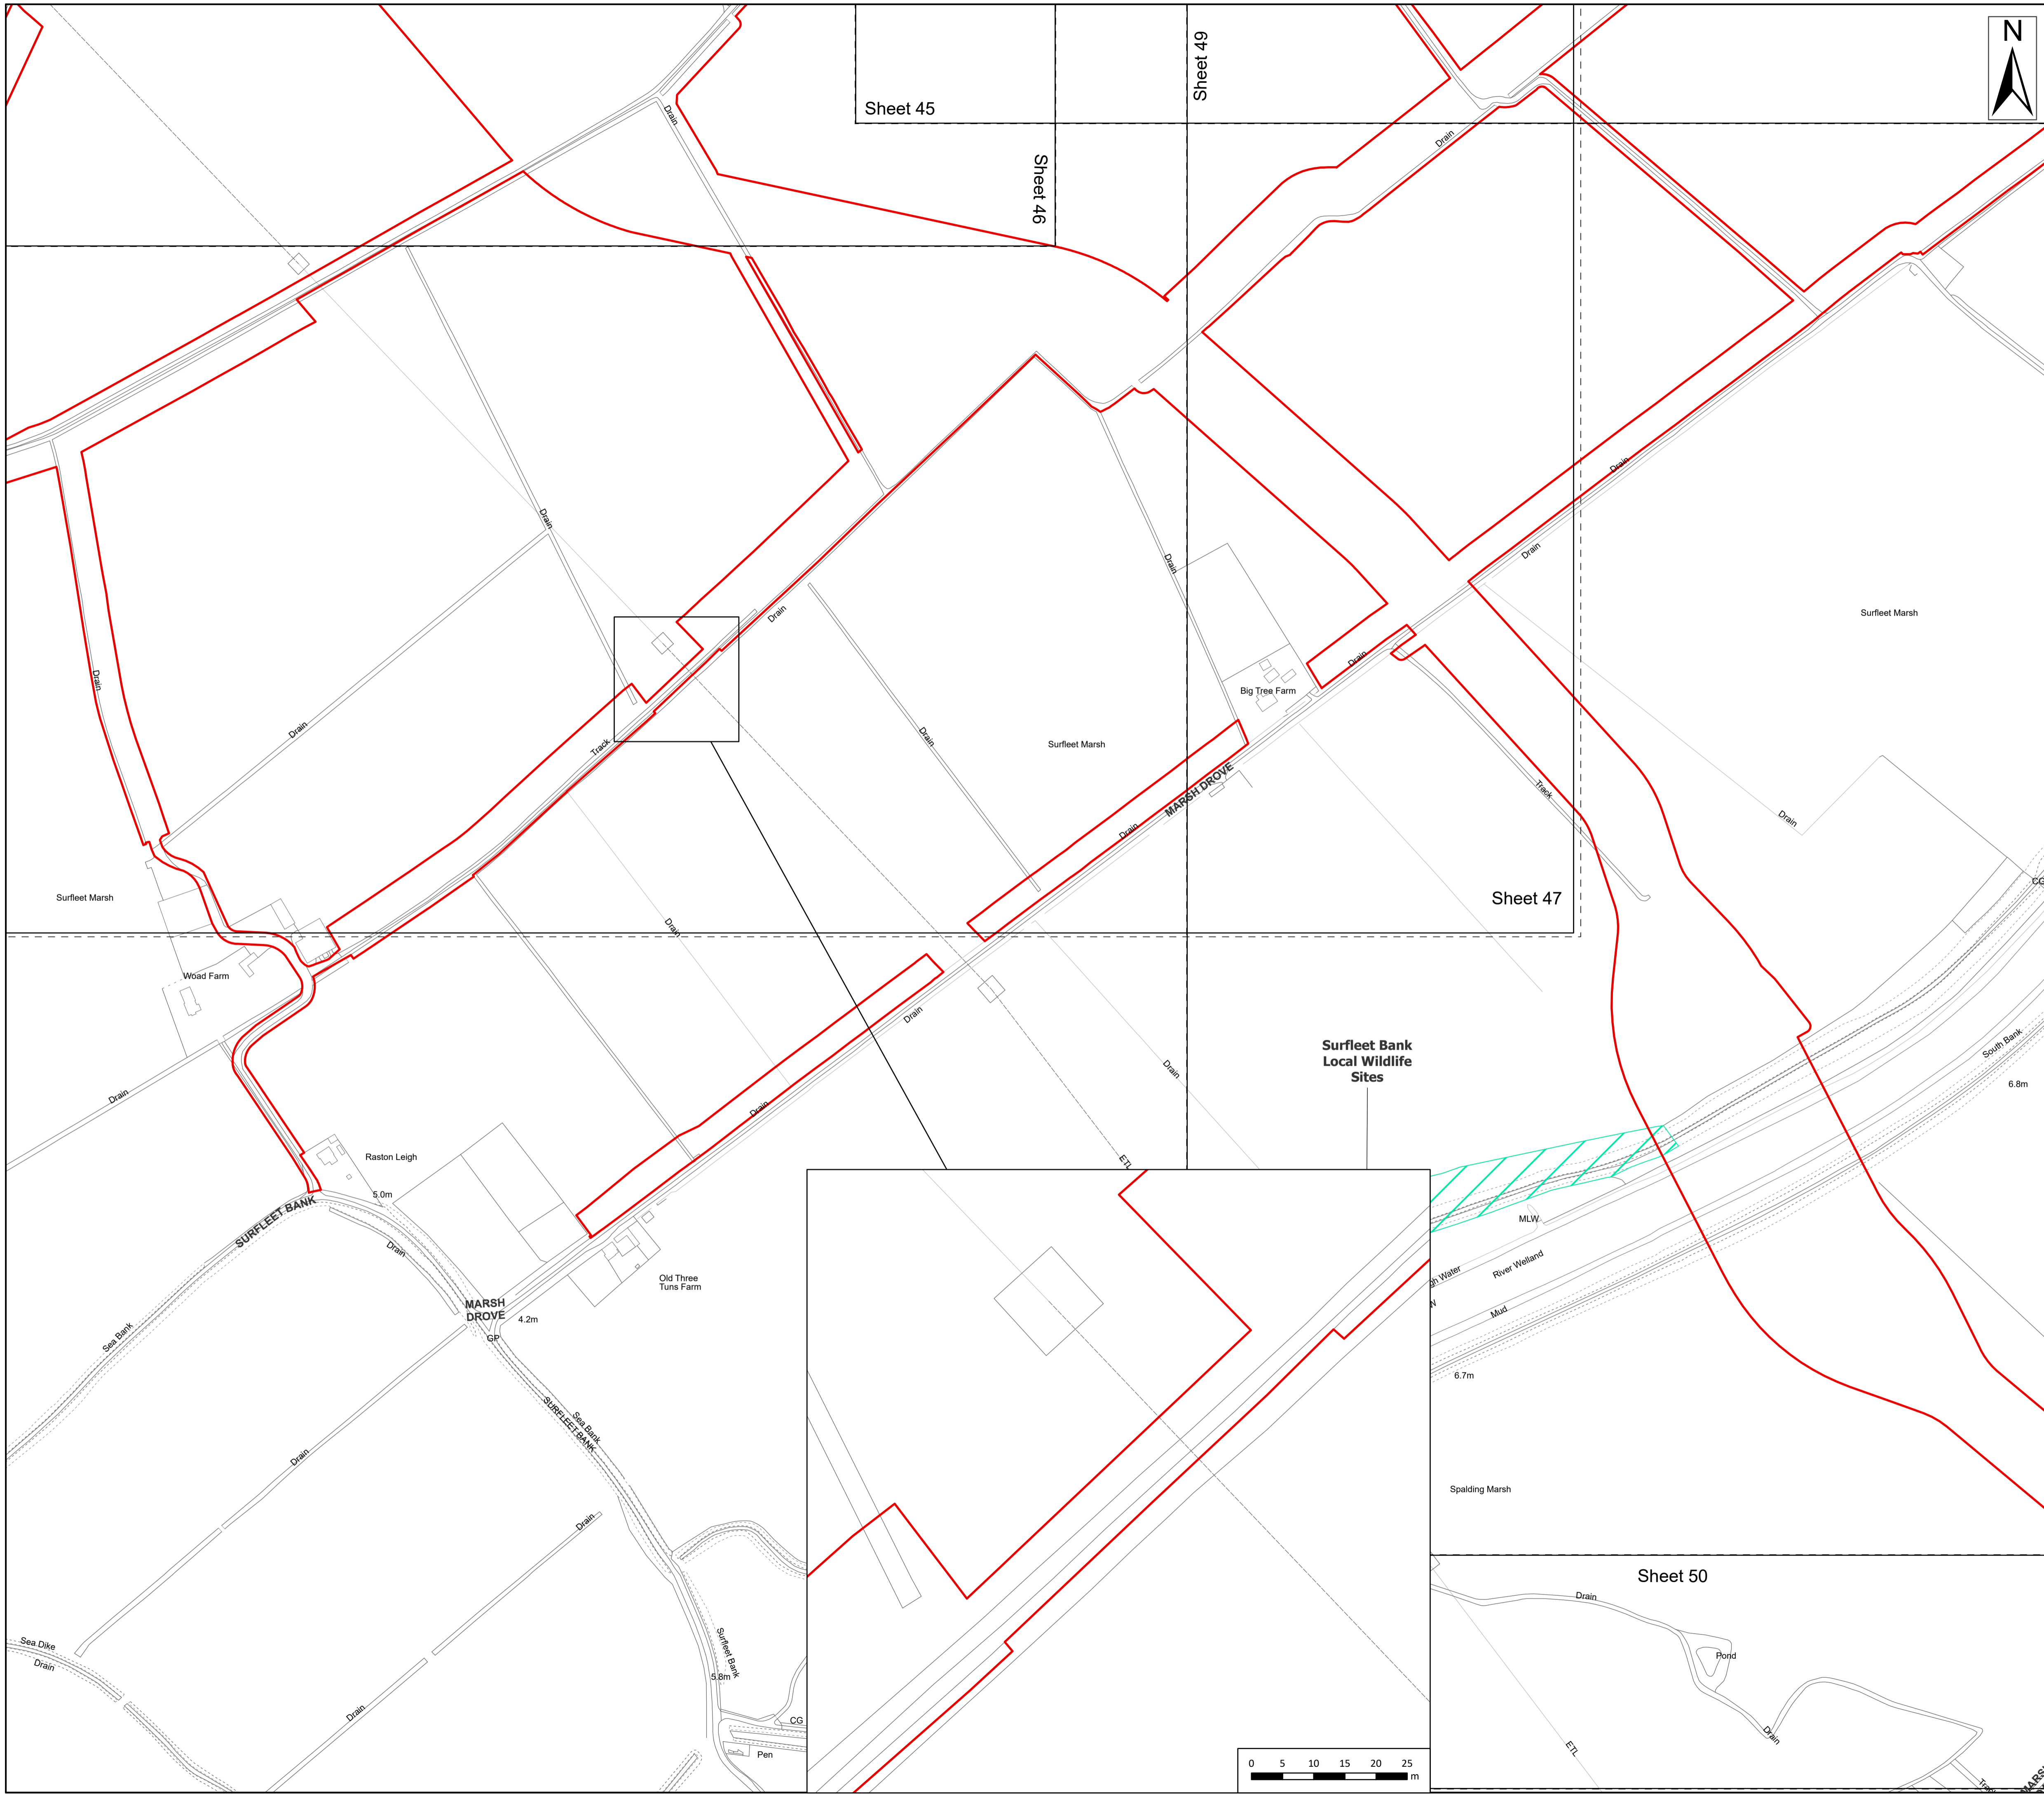 N
Sheet 49
Sheet 45
Drain
Drain
Sheet 46
Drain
Drain
Drain
Drain
Drain
Surfleet Marsh
Drain
Drain
Drain
Big Tree Farm
Drain
Drain
Track
Surfleet Marsh
MARSH DROVE
Track
Drain
Drain
Surfleet Marsh
Sheet 47
CG
Drain
Woad Farm
Drain
Surfleet Bank
Local Wildlife
Sites
South Bank
6.8m
Drain
Drain
Drain
Raston Leigh
ETL
5.0m
SURFLEET BANK
MLW
Drain
River Welland
gh Water
Old Three
Tuns Farm
MARSH
DROVE
4.2m
GP
Mud
Sea Bank
6.7m
Sea Bank
SURFLEET BANK
Drain
Spalding Marsh
Drain
Sheet 50
Drain
Sea Dike
Drain
Surfleet Bank
5.8m
Pond
Drain
CG
Drain
Pen
ETL
0 5 10 15 20 25
m